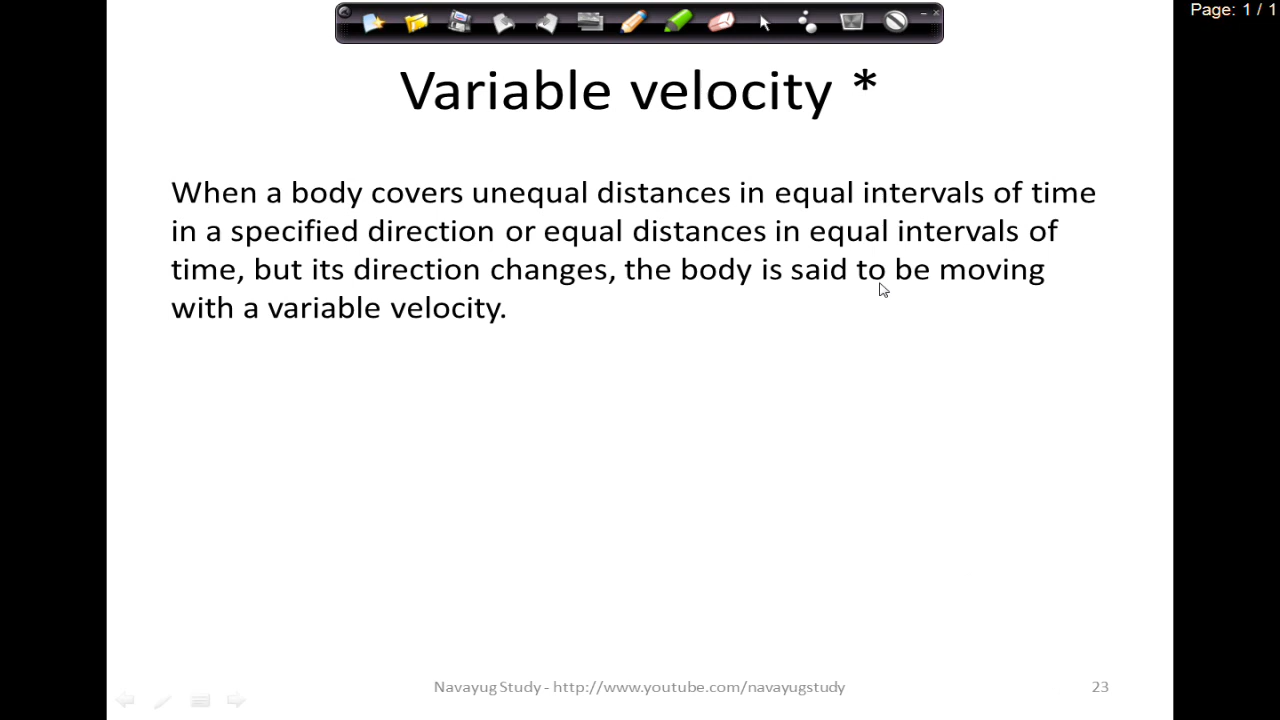 Page: 1 / 1
Variable velocity *
When a body covers unequal distances in equal intervals of time
in a specified direction or equal distances in equal intervals of
time, but its direction changes, the body is said to be moving
with a variable velocity.
Navayug Study - http://www.youtube.com/navayugstudy
23